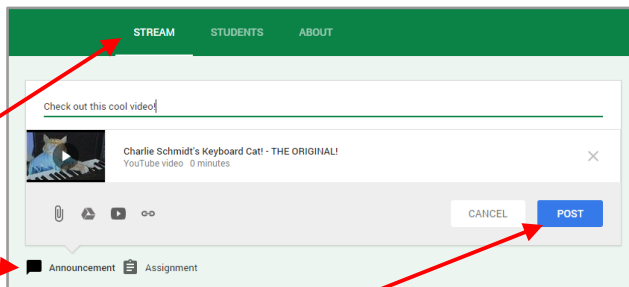 STREAM STUDENTS ABOUT
Check out this cool video!
Charlie Schmidt's Keyboard Cat! - THE ORIGINAL!
YouTube video 0 minutes
CANCEL POST
Announcement Assignment